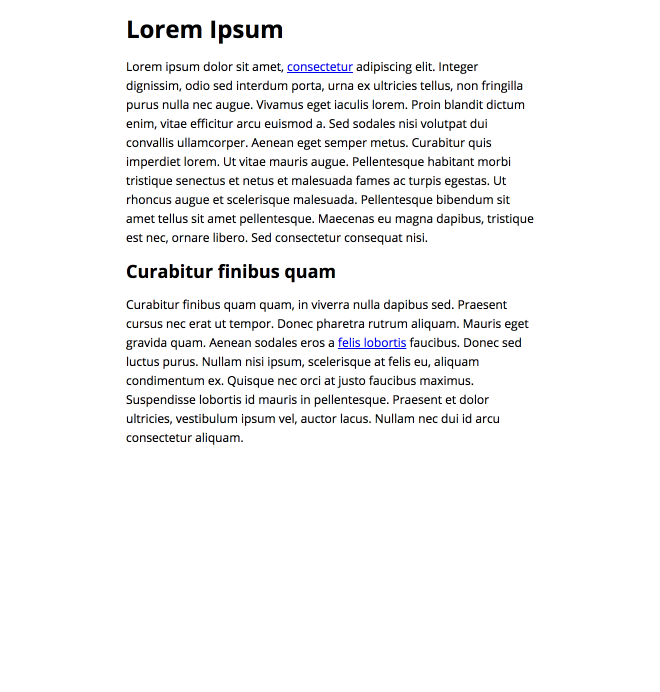 Lorem Ipsum
Lorem ipsum dolor sit amet, consectetur adipiscing elit. Integer
dignissim, odio sed interdum porta, urna ex ultricies tellus, non fringilla
purus nulla nec augue. Vivamus eget iaculis lorem. Proin blandit dictum
enim, vitae efficitur arcu euismod a. Sed sodales nisi volutpat dui
convallis ullamcorper. Aenean eget semper metus. Curabitur quis
imperdiet lorem. Ut vitae mauris augue. Pellentesque habitant morbi
tristique senectus et netus et malesuada fames ac turpis egestas. Ut
rhoncus augue et scelerisque malesuada. Pellentesque bibendum sit
amet tellus sit amet pellentesque. Maecenas eu magna dapibus, tristique
est nec, ornare libero. Sed consectetur consequat nisi.
Curabitur finibus quam
Curabitur finibus quam quam, in viverra nulla dapibus sed. Praesent
cursus nec erat ut tempor. Donec pharetra rutrum aliquam. Mauris eget
gravida quam. Aenean sodales eros a felis lobortis faucibus. Donec sed
luctus purus. Nullam nisi ipsum, scelerisque at felis eu, aliquam
condimentum ex. Quisque nec orci at justo faucibus maximus.
Suspendisse lobortis id mauris in pellentesque. Praesent et dolor
ultricies, vestibulum ipsum vel, auctor lacus. Nullam nec dui id arcu
consectetur aliquam.